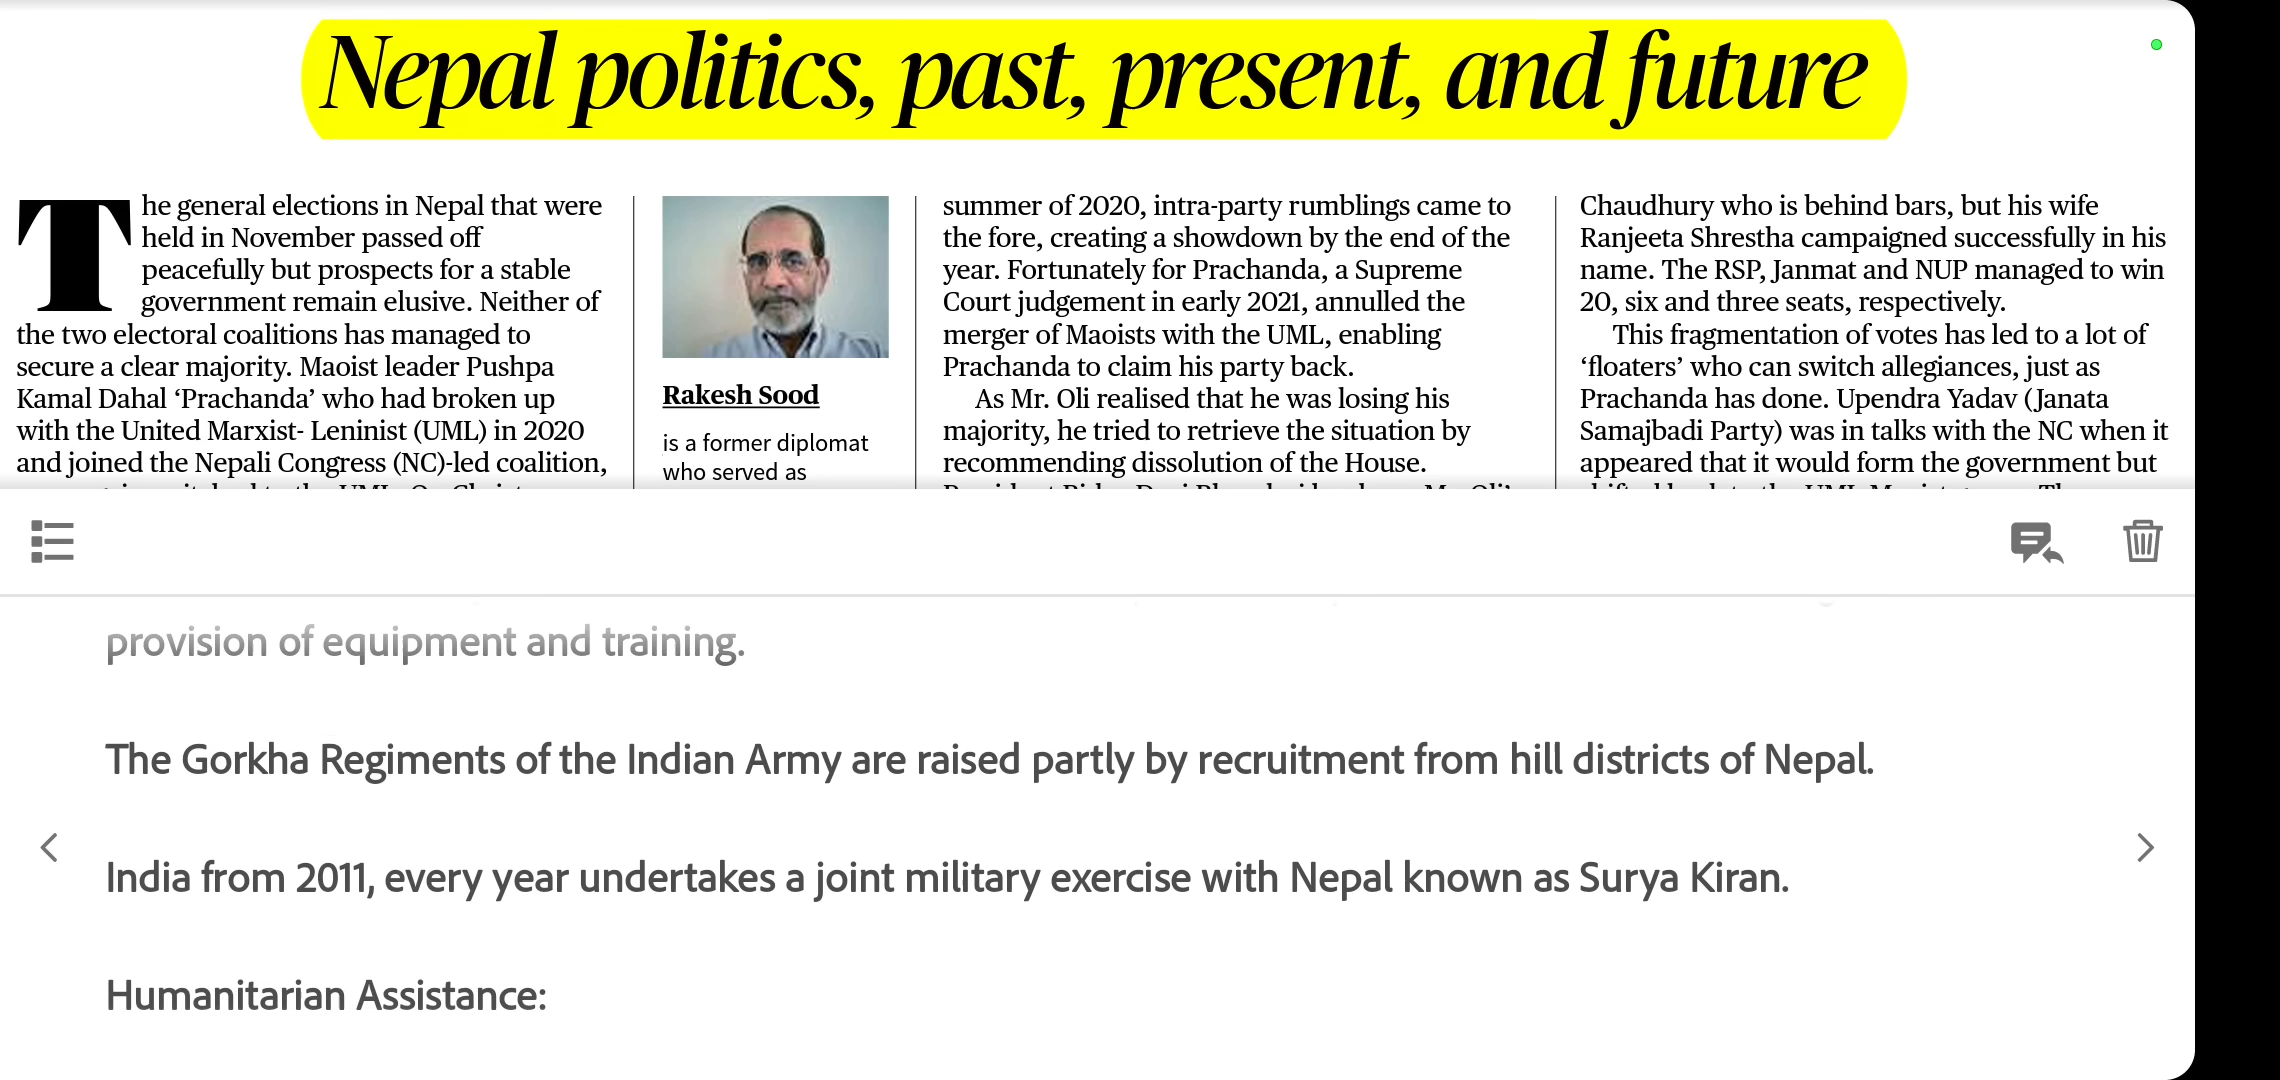 Nepal politics, past, present, and future
The general elections in Nepal that were
held in November passed off
peacefully but prospects for a stable
government remain elusive. Neither of
the two electoral coalitions has managed to
secure a clear majority. Maoist leader Pushpa
Kamal Dahal ‘Prachanda’ who had broken up
with the United Marxist- Leninist (UML) in 2020
and joined the Nepali Congress (NC)-led coalition,
Rakesh Sood
is a former diplomat
who served as
summer of 2020, intra-party rumblings came to
the fore, creating a showdown by the end of the
year. Fortunately for Prachanda, a Supreme
Court judgement in early 2021, annulled the
merger of Maoists with the UML, enabling
Prachanda to claim his party back.
As Mr. Oli realised that he was losing his
majority, he tried to retrieve the situation by
recommending dissolution of the House.
Chaudhury who is behind bars, but his wife
Ranjeeta Shrestha campaigned successfully in his
name. The RSP, Janmat and NUP managed to win
20, six and three seats, respectively.
This fragmentation of votes has led to a lot of
‘floaters’ who can switch allegiances, just as
Prachanda has done. Upendra Yadav (Janata
Samajbadi Party) was in talks with the NC when it
appeared that it would form the government but
provision of equipment and training.
The Gorkha Regiments of the Indian Army are raised partly by recruitment from hill districts of Nepal.
India from 2011, every year undertakes a joint military exercise with Nepal known as Surya Kiran.
Humanitarian Assistance: